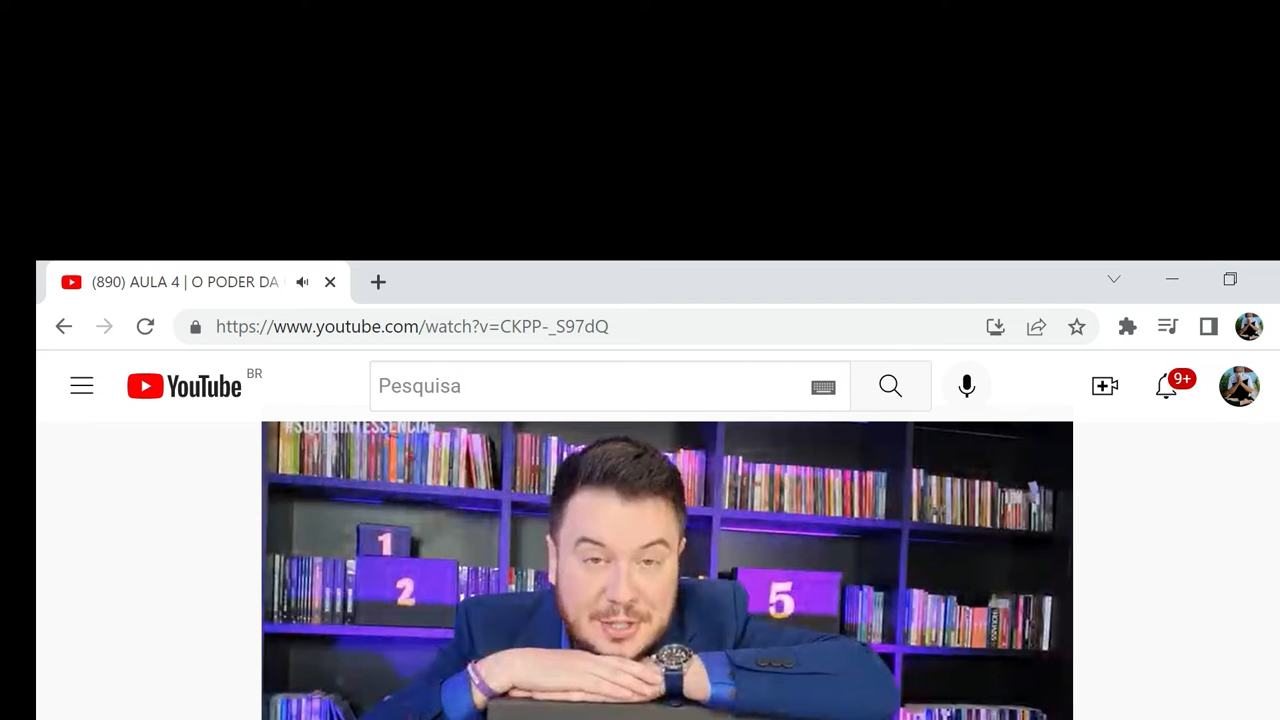 (890) AULA 4 | O PODER DA
https://www.youtube.com/watch?v=CKPP-_S97dQ
YouTube BR
Pesquisa
9+
1
2
5